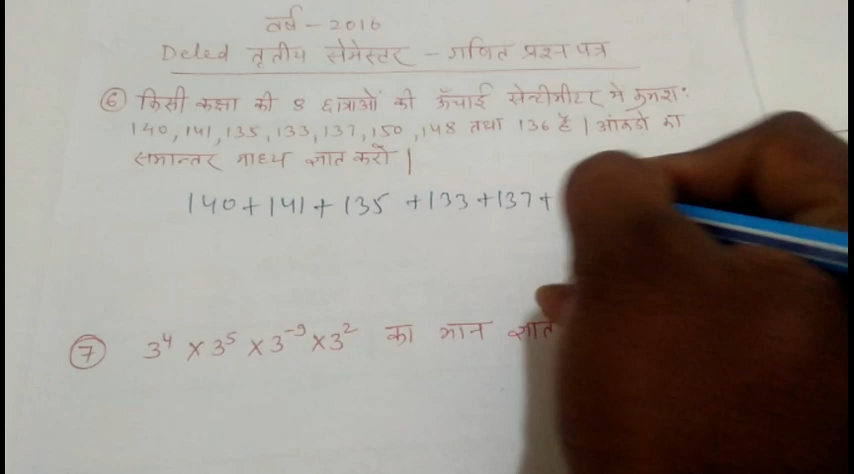 वर्ष - 2016
Deled तृतीय सेमेस्टर - गणित प्रश्न पत्र
⑥ किसी कक्षा की 8 छात्राओं की ऊँचाई सेन्टीमीटर में क्रमश:
140, 141, 135, 133, 137, 150, 148 तथा 136 है | आंकडो का
समान्तर माध्य ज्ञात करो |
140 + 141 + 135 + 133 + 137 +
⑦ 3⁴ × 3⁵ × 3⁻⁹ × 3² का मान ज्ञात